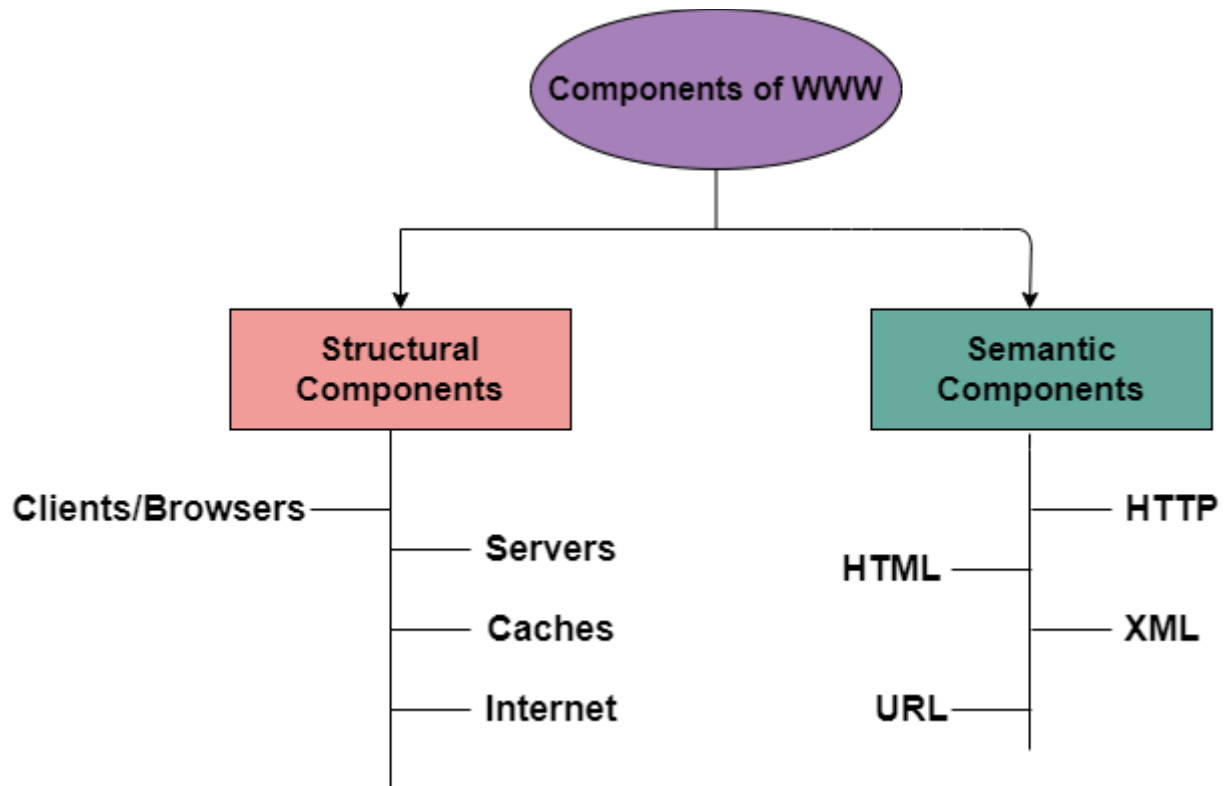 Components of WWW
Structural
Components
Semantic
Components
Clients/Browsers
Servers
Caches
Internet
HTTP
HTML
XML
URL